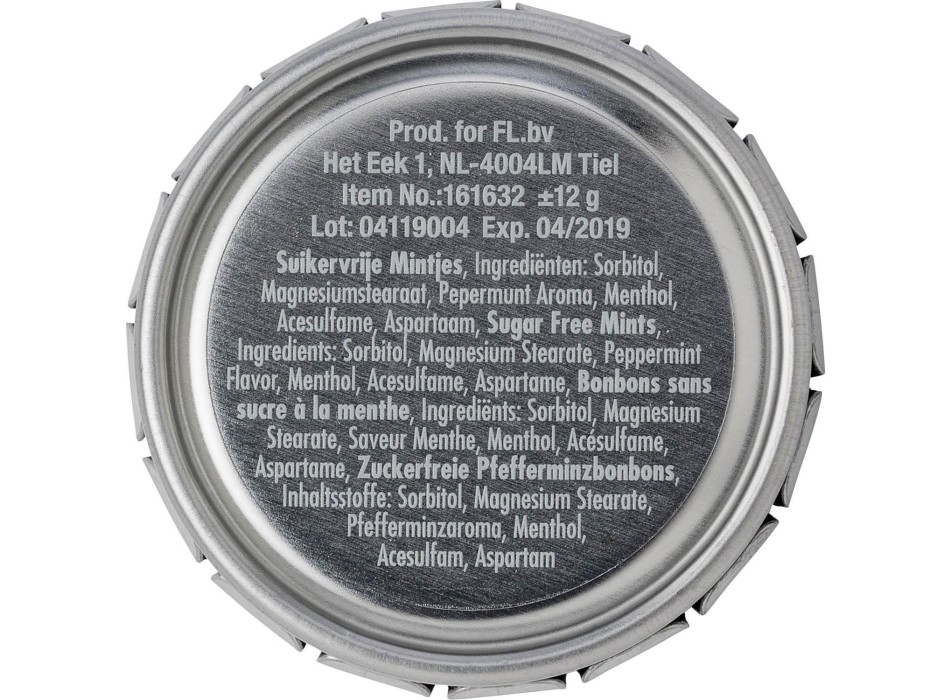 Prod. for FL.bv
Het Eek 1, NL-4004LM Tiel
Item No.:161632 ±12 g
Lot: 04119004 Exp. 04/2019
Suikervrije Mintjes, Ingrediënten: Sorbitol,
Magnesiumstearaat, Pepermunt Aroma, Menthol,
Acesulfame, Aspartaam, Sugar Free Mints,
Ingredients: Sorbitol, Magnesium Stearate, Peppermint
Flavor, Menthol, Acesulfame, Aspartame, Bonbons sans
sucre à la menthe, Ingrediënts: Sorbitol, Magnesium
Stearate, Saveur Menthe, Menthol, Acésulfame,
Aspartame, Zuckerfreie Pfefferminzbonbons,
Inhaltsstoffe: Sorbitol, Magnesium Stearate,
Pfefferminzaroma, Menthol,
Acesulfam, Aspartam